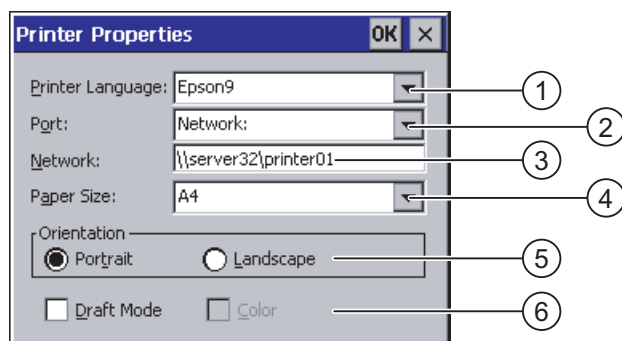 Printer Properties OK ×
Printer Language: Epson9 1
Port: Network: 2
Network: \\server32\printer01 3
Paper Size: A4 4
Orientation
Portrait Landscape 5
Draft Mode Color 6